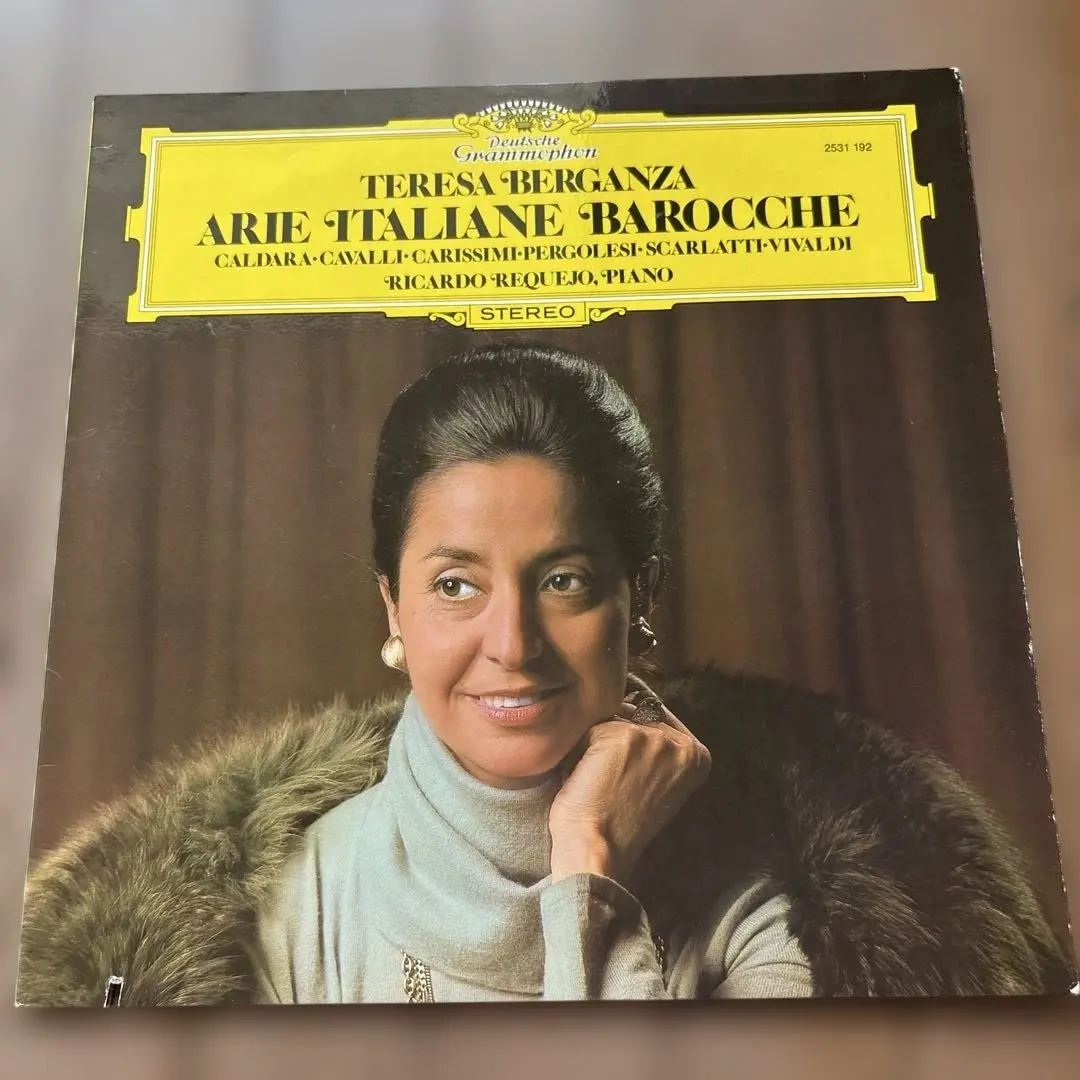 Deutsche
Grammophon
2531 192
TERESA BERGANZA
ARIE ITALIANE BAROCCHE
CALDARA·CAVALLI·CARISSIMI·PERGOLESI·SCARLATTI·VIVALDI
RICARDO REQUEJO, PIANO
STEREO